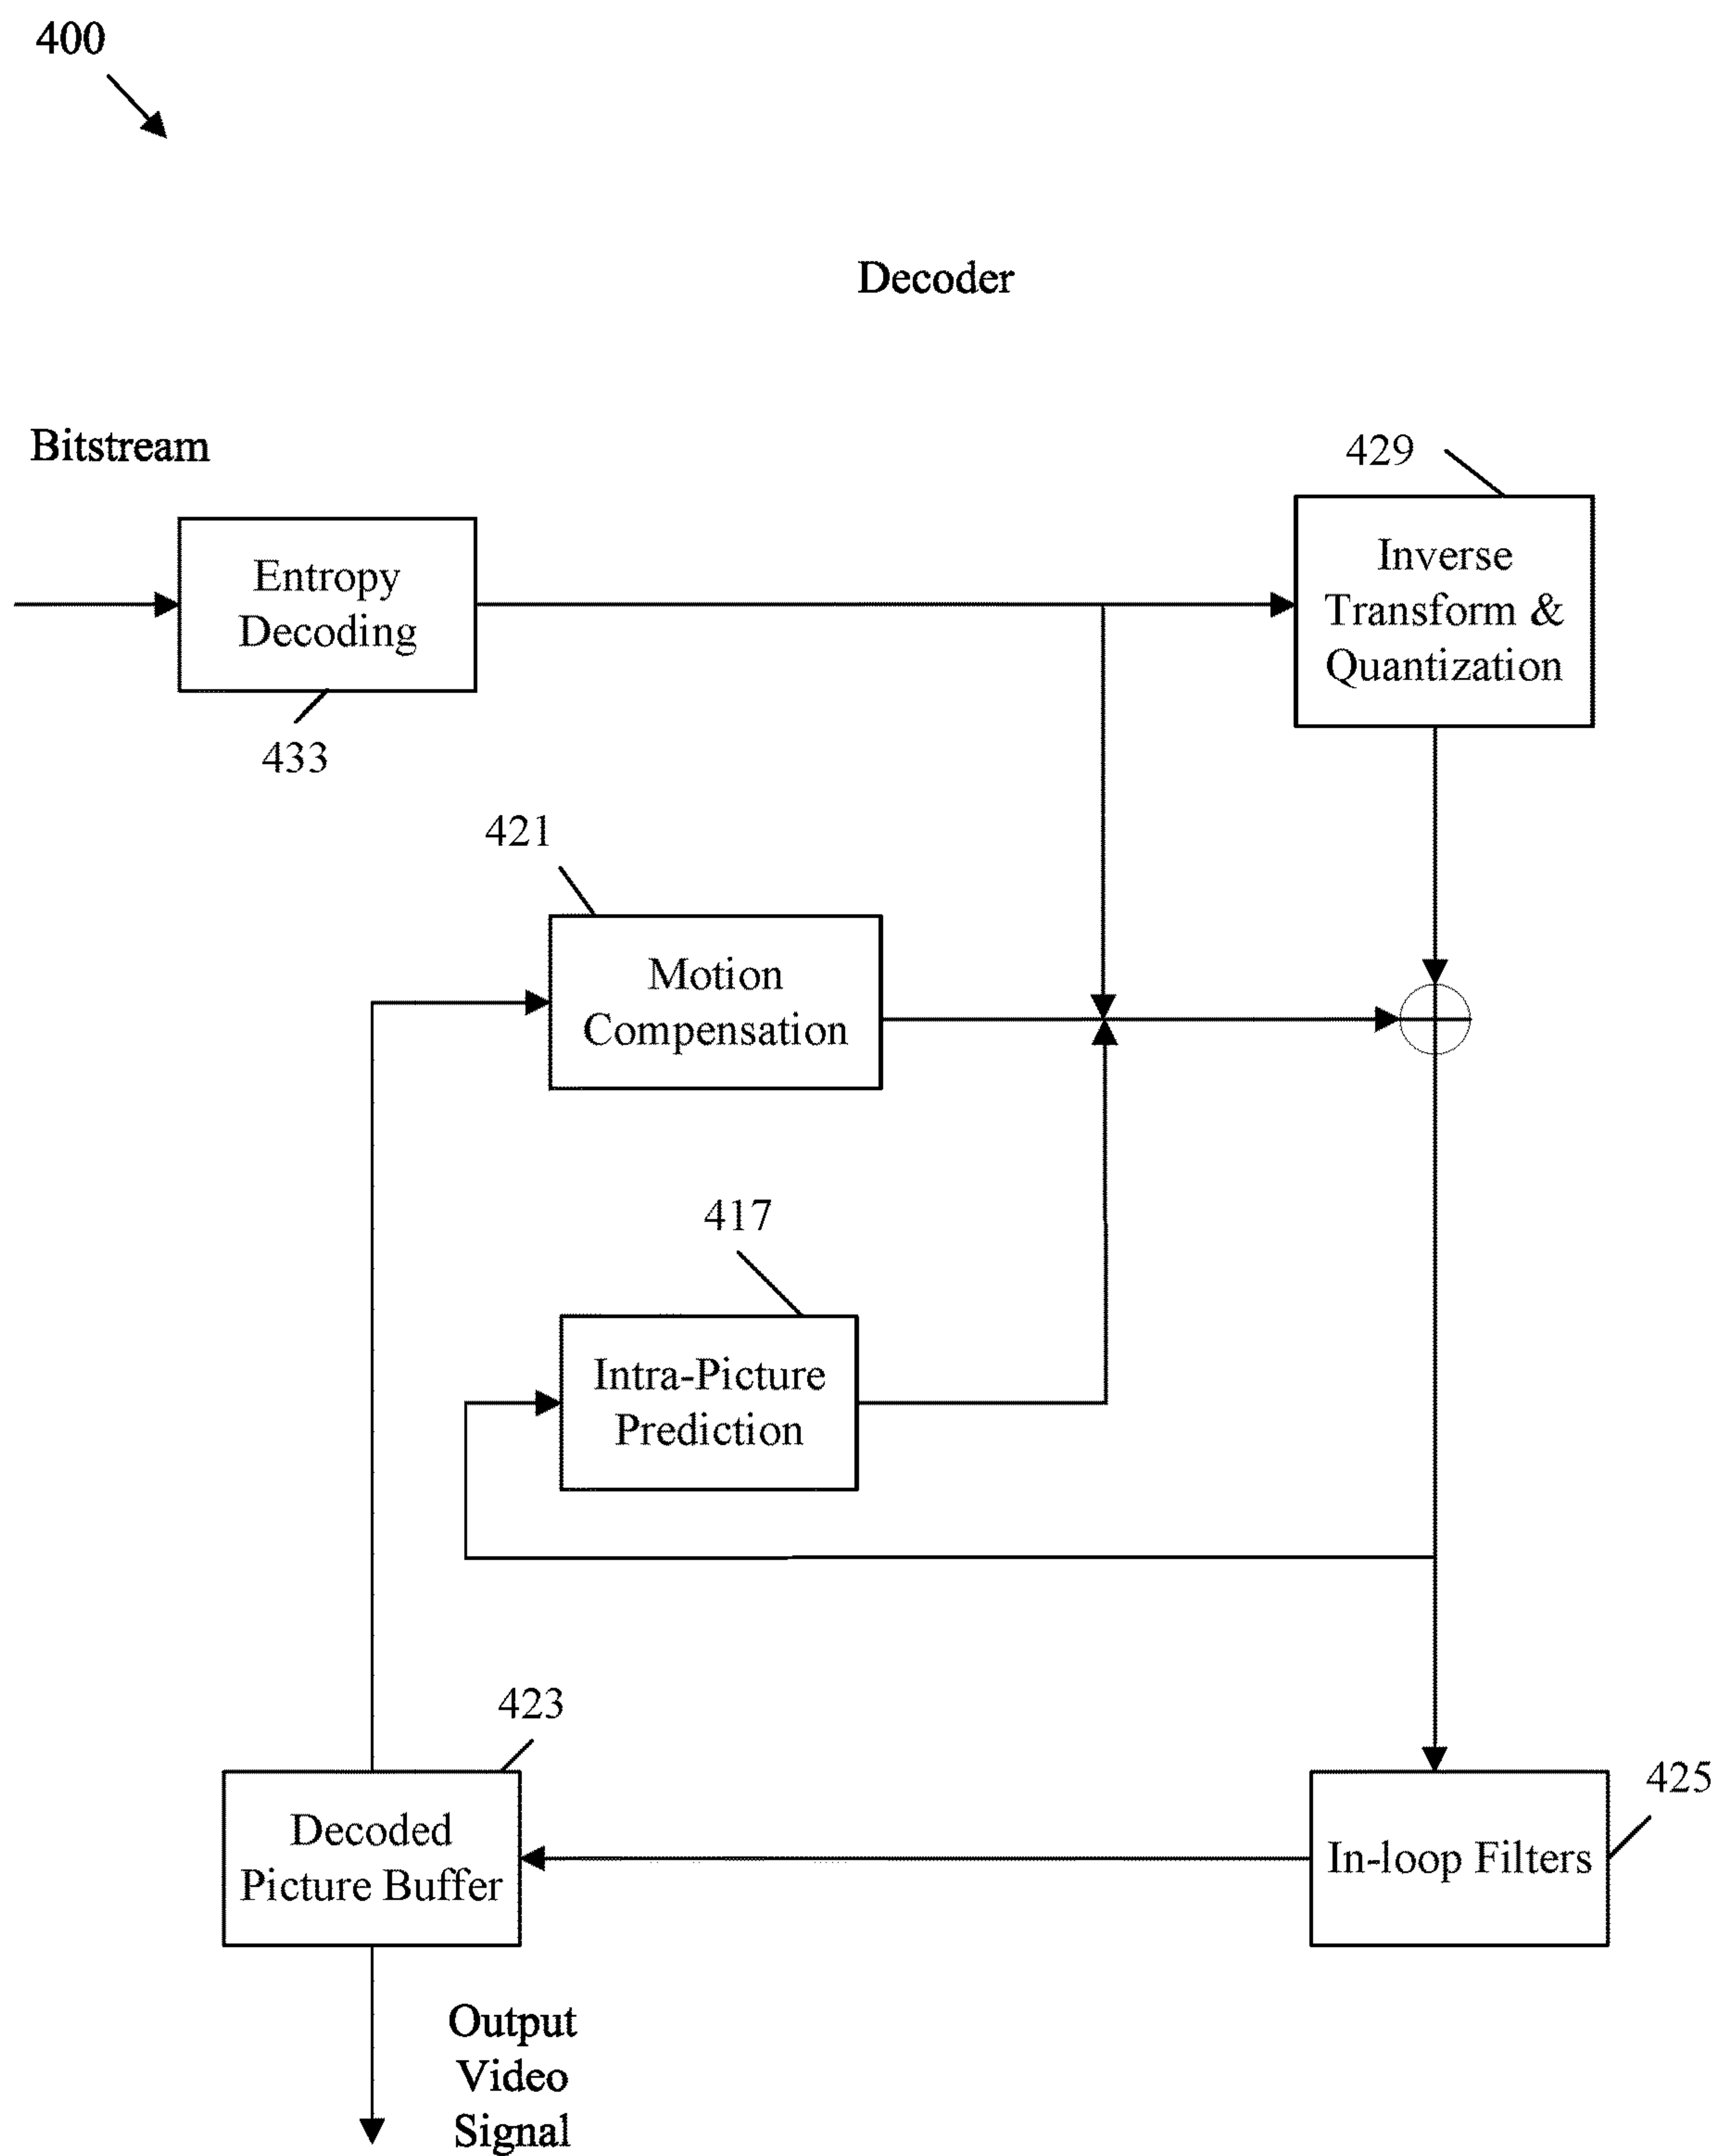 400
Decoder
Bitstream
429
Entropy
Decoding
Inverse
Transform &
Quantization
433
421
Motion
Compensation
417
Intra-Picture
Prediction
423
425
Decoded
Picture Buffer
In-loop Filters
Output
Video
Signal